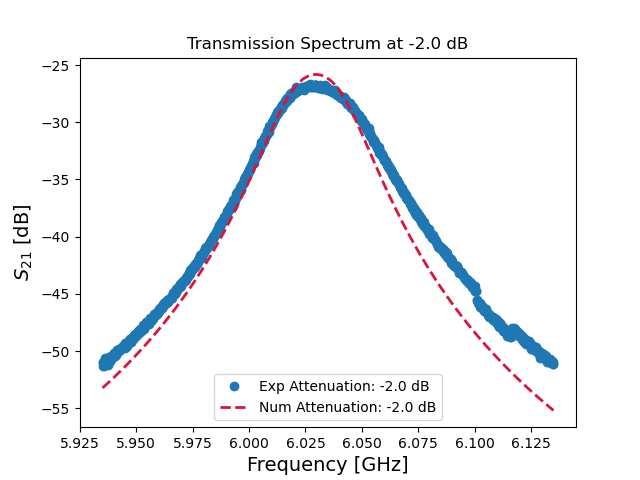 Transmission Spectrum at -2.0 dB
S21 [dB]
−25
−30
−35
−40
−45
−50
−55
Exp Attenuation: -2.0 dB
Num Attenuation: -2.0 dB
5.925 5.950 5.975 6.000 6.025 6.050 6.075 6.100 6.125
Frequency [GHz]